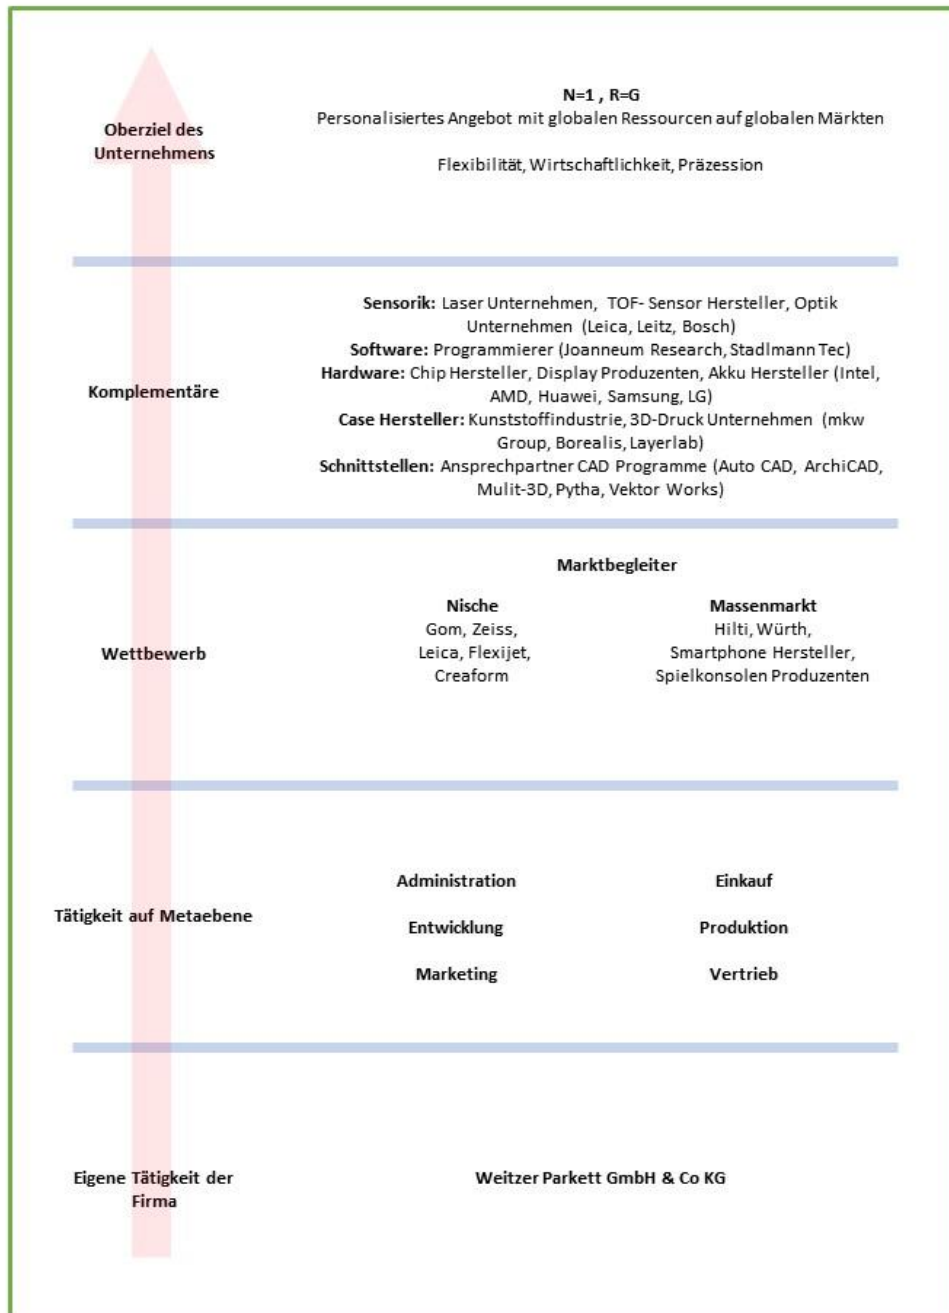 N=1 , R=G
Oberziel des
Unternehmens
Personalisiertes Angebot mit globalen Ressourcen auf globalen Märkten
Flexibilität, Wirtschaftlichkeit, Präzession
Komplementäre
Sensorik: Laser Unternehmen, TOF- Sensor Hersteller, Optik
Unternehmen (Leica, Leitz, Bosch)
Software: Programmierer (Joanneum Research, Stadlmann Tec)
Hardware: Chip Hersteller, Display Produzenten, Akku Hersteller (Intel,
AMD, Huawei, Samsung, LG)
Case Hersteller: Kunststoffindustrie, 3D-Druck Unternehmen (mkw
Group, Borealis, Layerlab)
Schnittstellen: Ansprechpartner CAD Programme (Auto CAD, ArchiCAD,
Mulit-3D, Pytha, Vektor Works)
Wettbewerb
Marktbegleiter
Nische
Gom, Zeiss,
Leica, Flexijet,
Creaform
Massenmarkt
Hilti, Würth,
Smartphone Hersteller,
Spielkonsolen Produzenten
Tätigkeit auf Metaebene
Administration
Entwicklung
Marketing
Einkauf
Produktion
Vertrieb
Eigene Tätigkeit der
Firma
Weitzer Parkett GmbH & Co KG